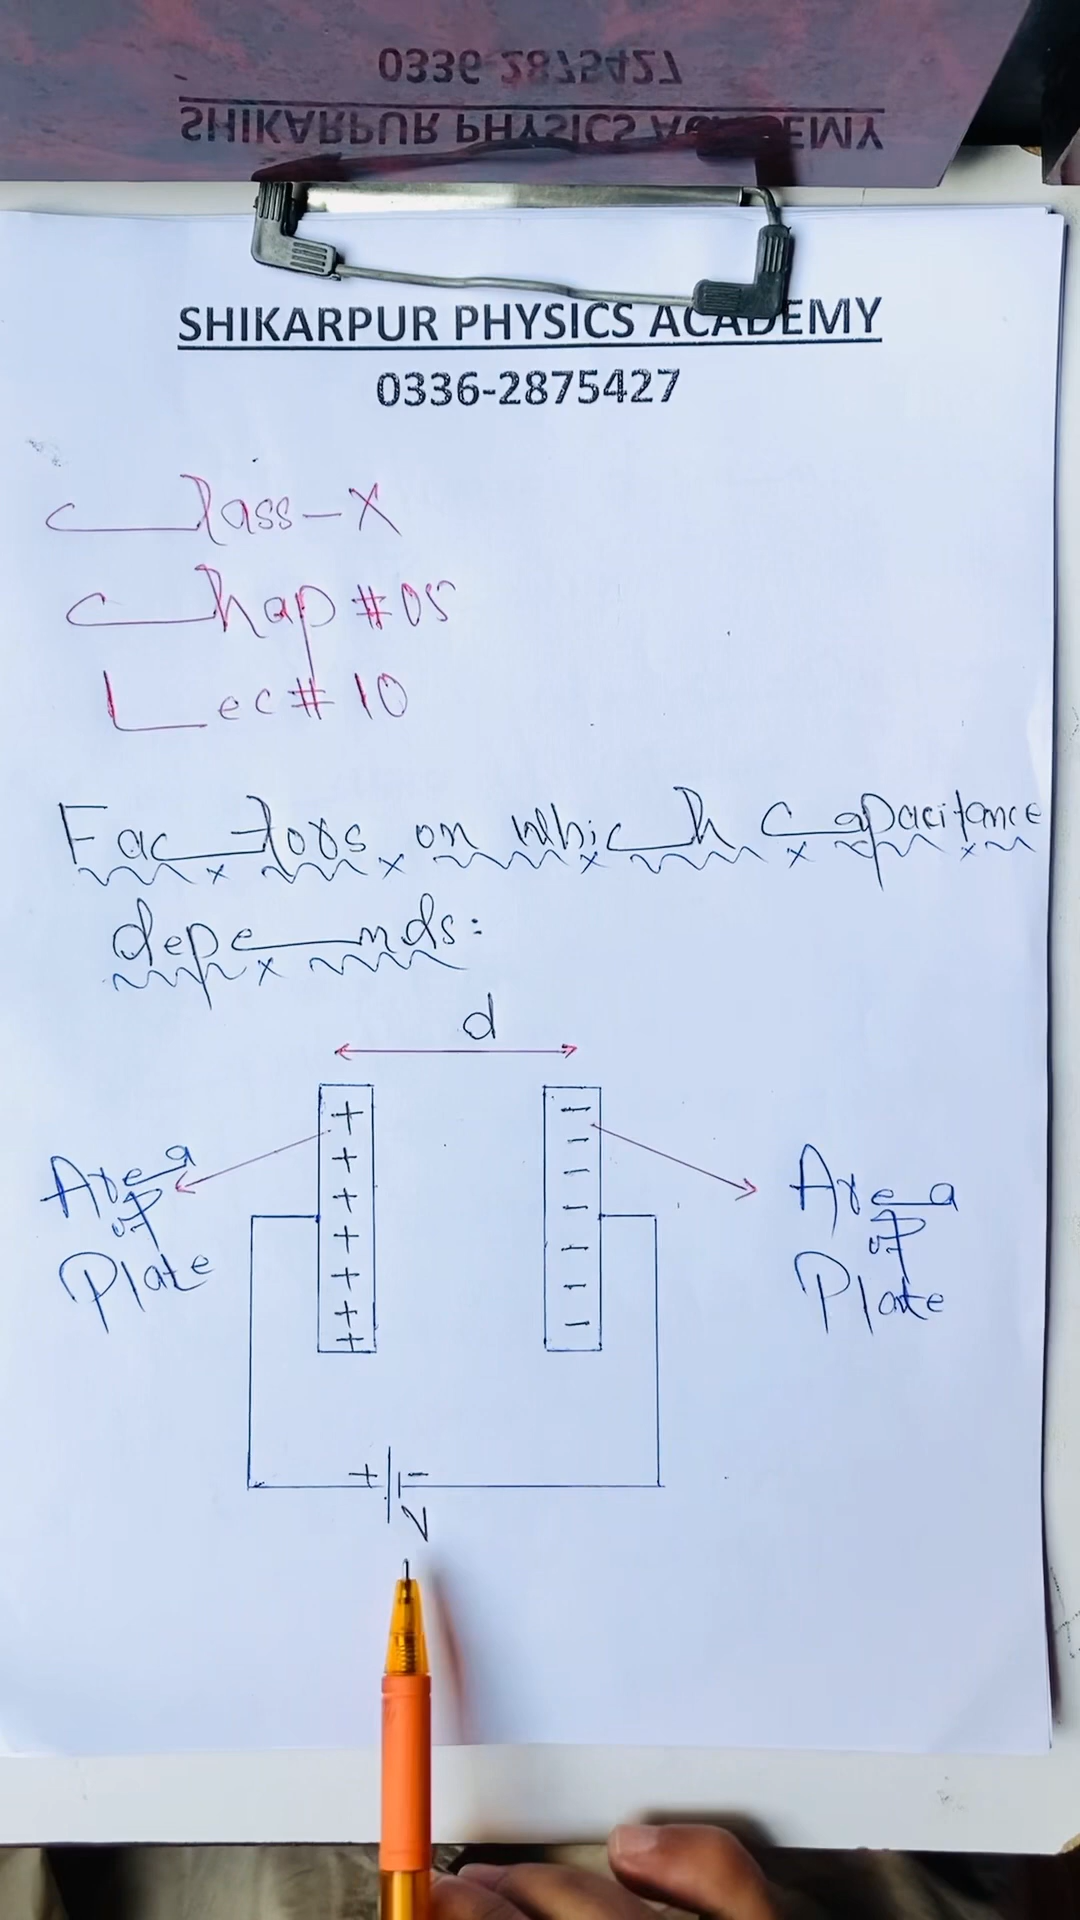 0336-2875427
SHIKARPUR PHYSICS ACADEMY
SHIKARPUR PHYSICS ACADEMY
0336-2875427
Class-X
Chap #05
Lec# 10
Factors on which Capacitance
depends:
d
Area
of
Plate
+
+
+
+
+
+
+
−
−
−
−
−
−
−
Area
of
Plate
+ −
V